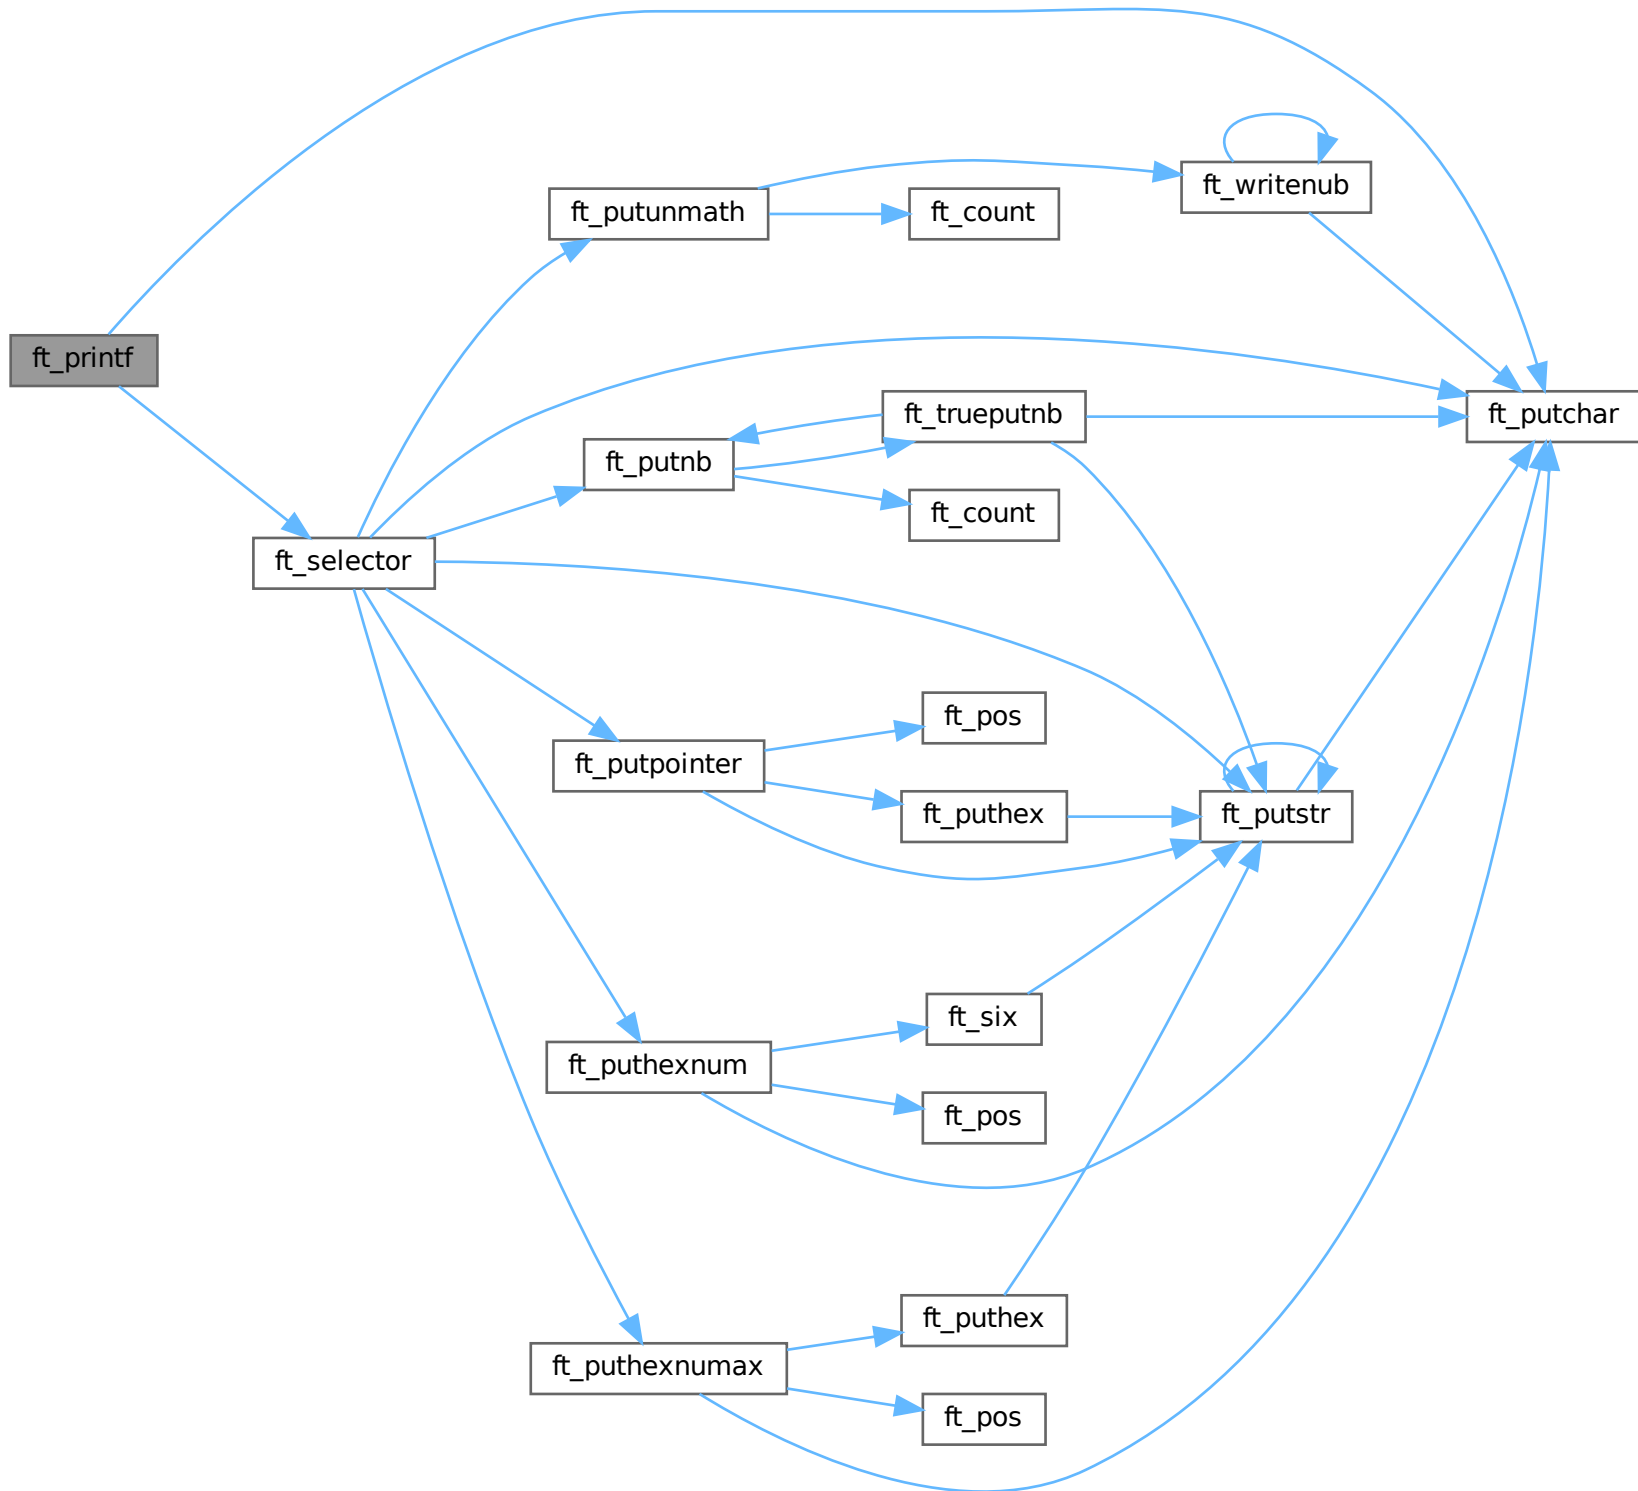 ft_printf
ft_selector
ft_putunmath
ft_writenub
ft_count
ft_putchar
ft_trueputnb
ft_putnb
ft_count
ft_putstr
ft_pos
ft_putpointer
ft_puthex
ft_six
ft_puthexnum
ft_pos
ft_puthex
ft_puthexnumax
ft_pos